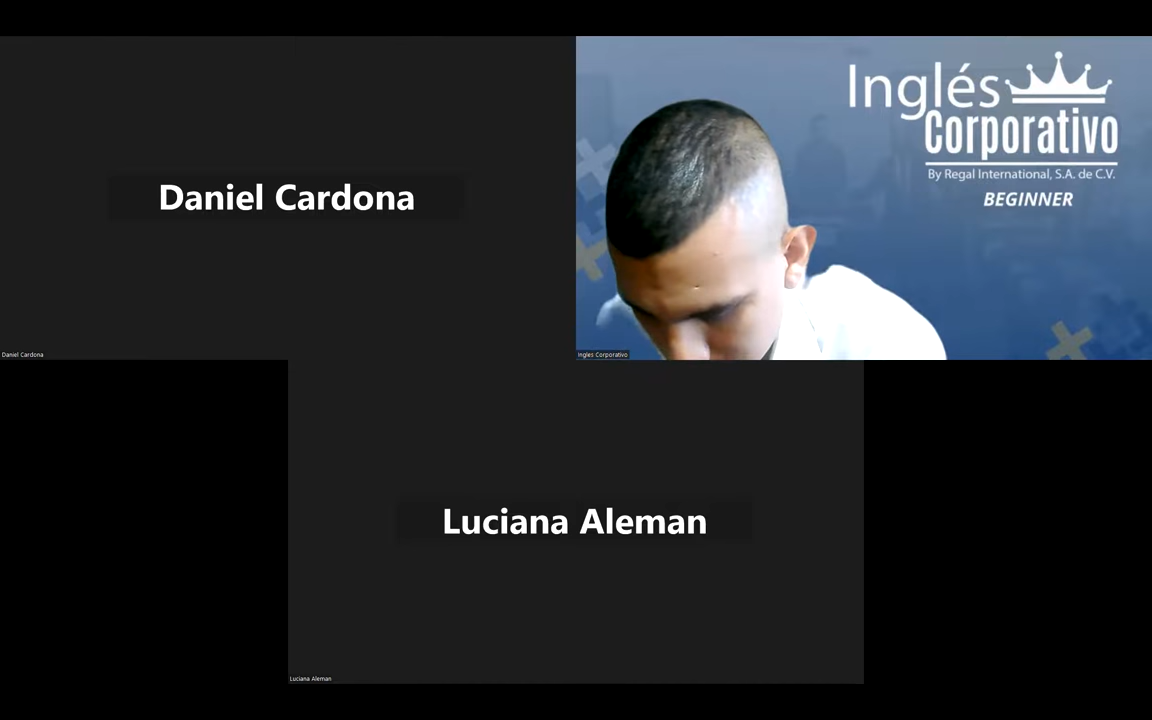 Daniel Cardona
Daniel Cardona
Inglés
Corporativo
By Regal International, S.A. de C.V.
BEGINNER
Ingles Corporativo
Luciana Aleman
Luciana Aleman